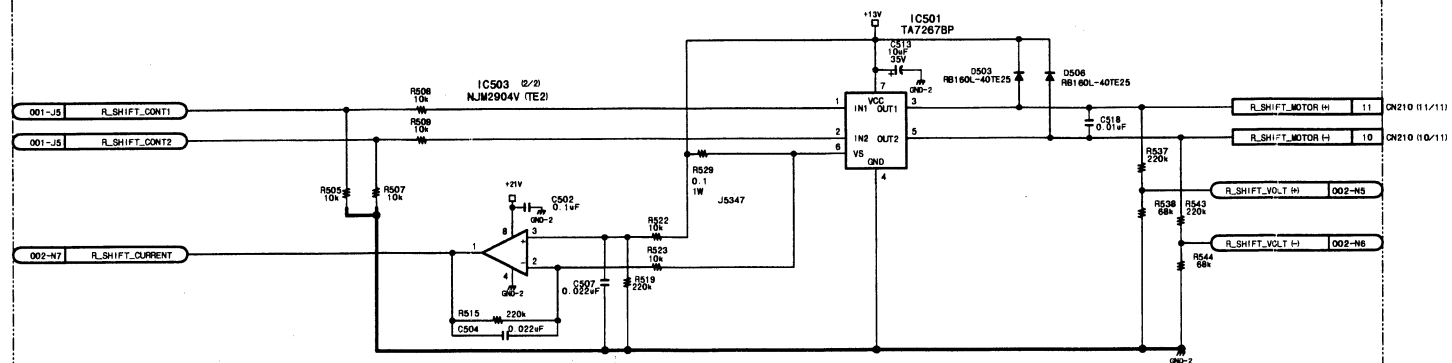 +13V
IC501
TA7267BP
C513
10uF
35V
GND-2
D503
RB160L-40TE25
D506
RB160L-40TE25
IC503 (2/2)
NJM2904V (TE2)
001-J5 R_SHIFT_CONT1
R508
10k
1
IN1
7
VCC
OUT1
3
R_SHIFT_MOTOR (+) 11 CN210 (11/11)
001-J5 R_SHIFT_CONT2
R509
10k
2
IN2
OUT2
5
C518
0.01uF
R_SHIFT_MOTOR (-) 10 CN210 (10/11)
6
VS
GND
4
R529
0.1
1W
J5347
R537
220k
R505
10k
R507
10k
+21V
C502
0.1uF
GND-2
R_SHIFT_VOLT (+) 002-N5
R538
68k
R543
220k
002-N7 R_SHIFT_CURRENT
1
8
3
+
2
-
4
GND-2
R522
10k
R523
10k
R_SHIFT_VOLT (-) 002-N6
R544
68k
C507
0.022uF
R519
220k
R515 220k
C504 0.022uF
GND-2